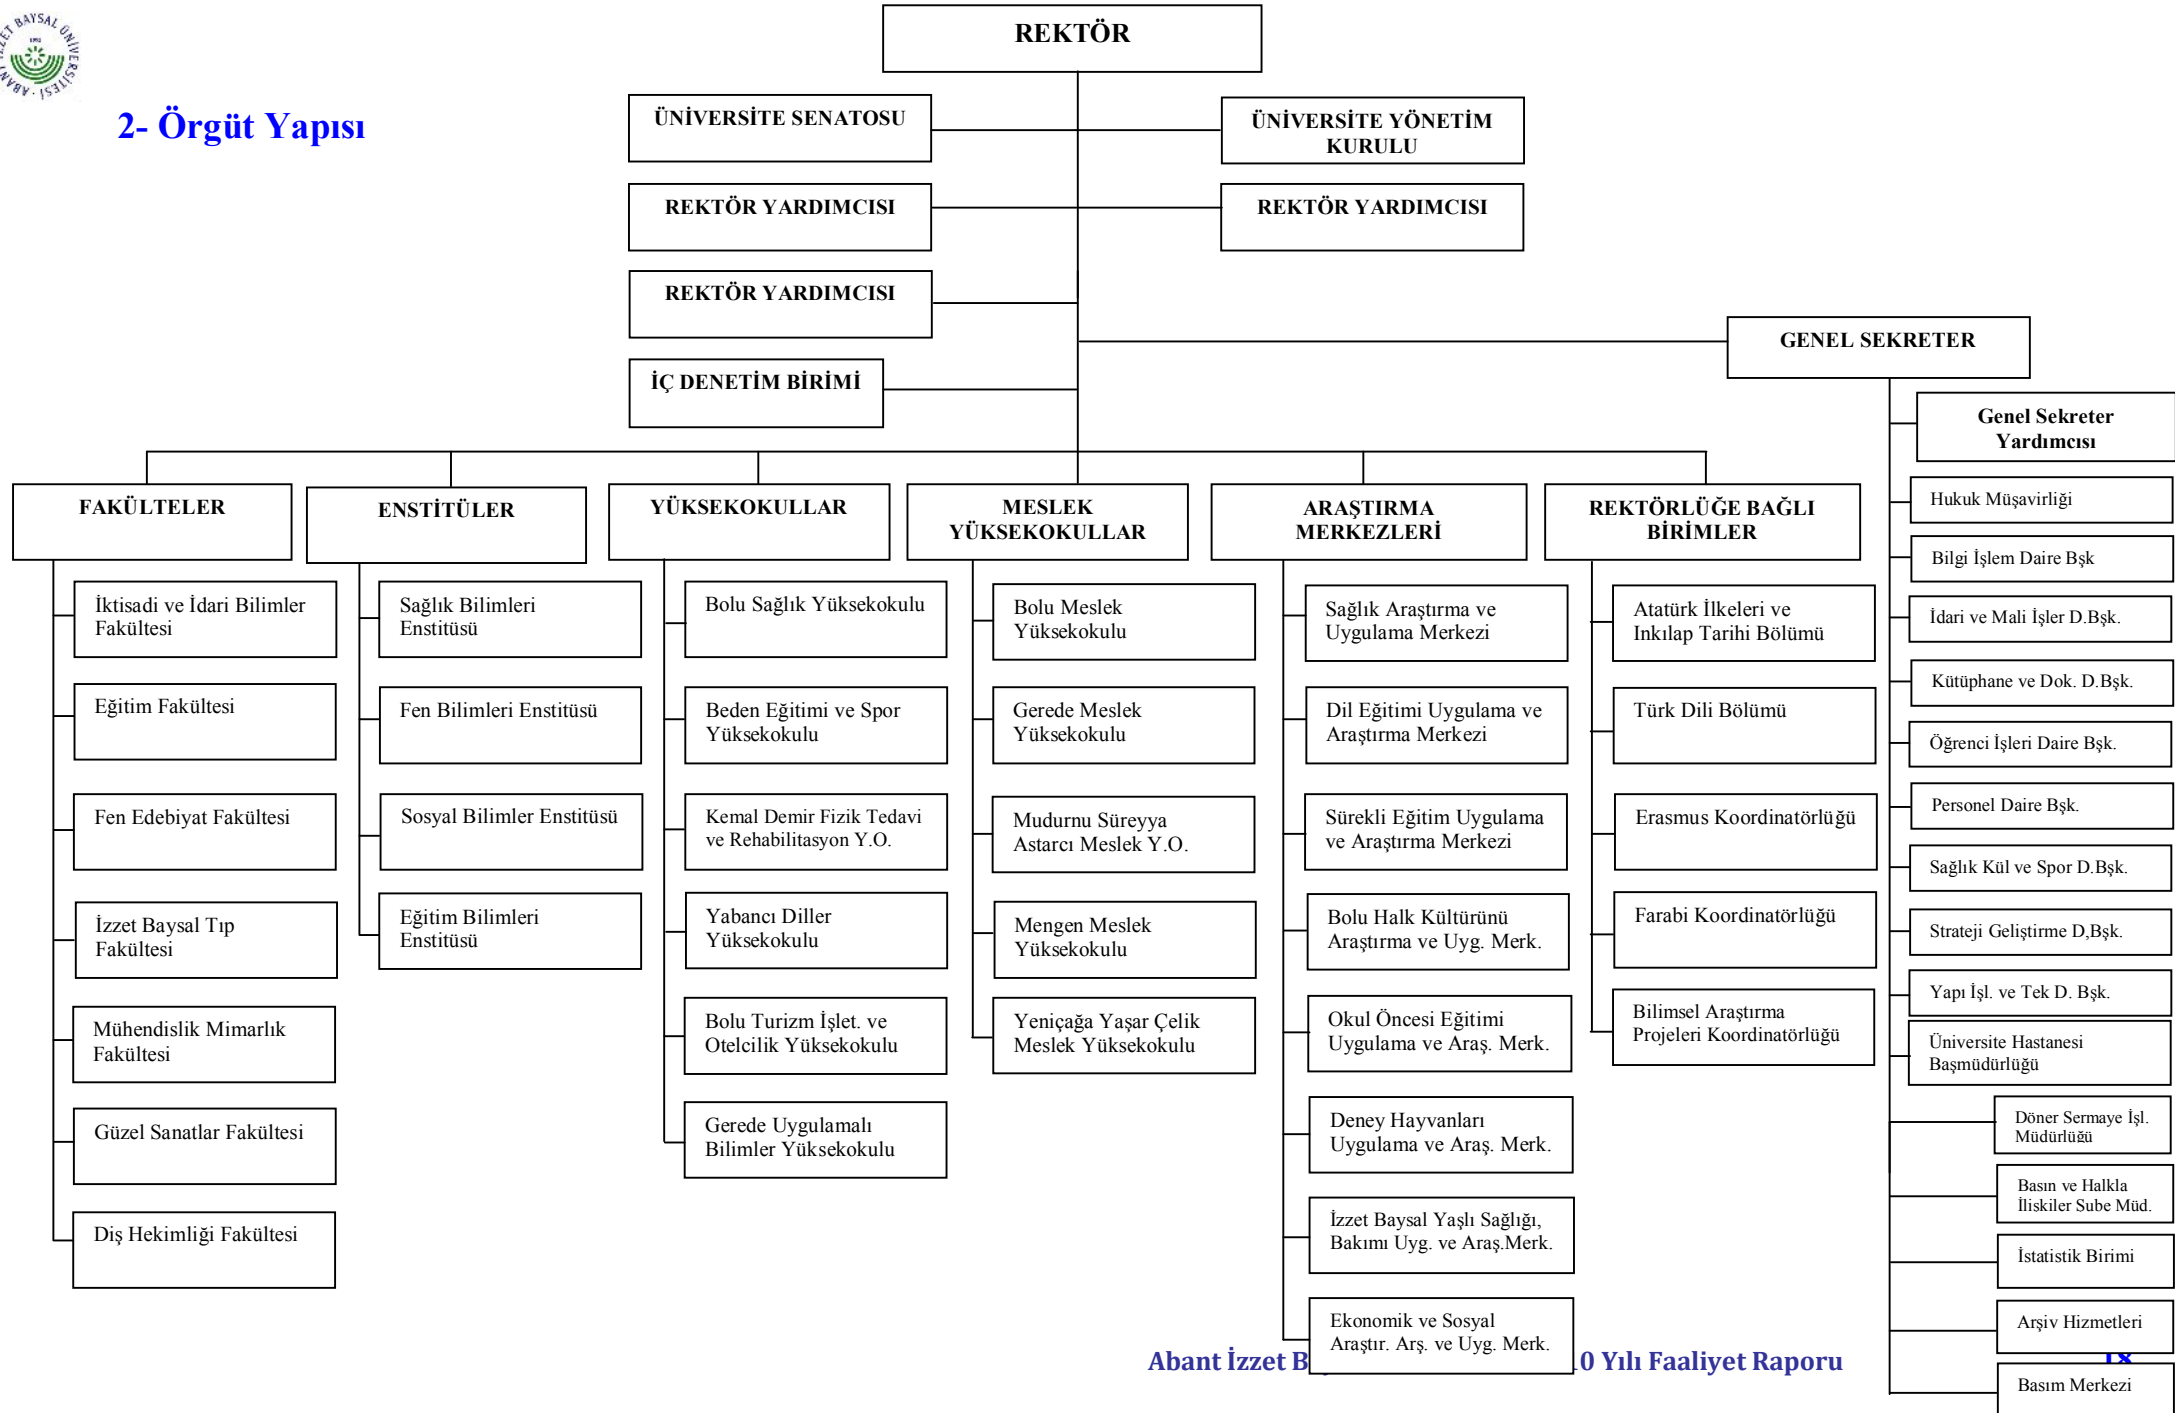 ABANT İZZET BAYSAL ÜNİVERSİTESİ
1992
2- Örgüt Yapısı
REKTÖR
ÜNİVERSİTE SENATOSU
ÜNİVERSİTE YÖNETİM
KURULU
REKTÖR YARDIMCISI
REKTÖR YARDIMCISI
REKTÖR YARDIMCISI
GENEL SEKRETER
İÇ DENETİM BİRİMİ
FAKÜLTELER
İktisadi ve İdari Bilimler
Fakültesi
Eğitim Fakültesi
Fen Edebiyat Fakültesi
İzzet Baysal Tıp
Fakültesi
Mühendislik Mimarlık
Fakültesi
Güzel Sanatlar Fakültesi
Diş Hekimliği Fakültesi
ENSTİTÜLER
Sağlık Bilimleri
Enstitüsü
Fen Bilimleri Enstitüsü
Sosyal Bilimler Enstitüsü
Eğitim Bilimleri
Enstitüsü
YÜKSEKOKULLAR
Bolu Sağlık Yüksekokulu
Beden Eğitimi ve Spor
Yüksekokulu
Kemal Demir Fizik Tedavi
ve Rehabilitasyon Y.O.
Yabancı Diller
Yüksekokulu
Bolu Turizm İşlet. ve
Otelcilik Yüksekokulu
Gerede Uygulamalı
Bilimler Yüksekokulu
MESLEK
YÜKSEKOKULLAR
Bolu Meslek
Yüksekokulu
Gerede Meslek
Yüksekokulu
Mudurnu Süreyya
Astarcı Meslek Y.O.
Mengen Meslek
Yüksekokulu
Yeniçağa Yaşar Çelik
Meslek Yüksekokulu
ARAŞTIRMA
MERKEZLERİ
Sağlık Araştırma ve
Uygulama Merkezi
Dil Eğitimi Uygulama ve
Araştırma Merkezi
Sürekli Eğitim Uygulama
ve Araştırma Merkezi
Bolu Halk Kültürünü
Araştırma ve Uyg. Merk.
Okul Öncesi Eğitimi
Uygulama ve Araş. Merk.
Deney Hayvanları
Uygulama ve Araş. Merk.
İzzet Baysal Yaşlı Sağlığı,
Bakımı Uyg. ve Araş.Merk.
Ekonomik ve Sosyal
Araştır. Arş. ve Uyg. Merk.
REKTÖRLÜĞE BAĞLI
BİRİMLER
Atatürk İlkeleri ve
Inkılap Tarihi Bölümü
Türk Dili Bölümü
Erasmus Koordinatörlüğü
Farabi Koordinatörlüğü
Bilimsel Araştırma
Projeleri Koordinatörlüğü
Genel Sekreter
Yardımcısı
Hukuk Müşavirliği
Bilgi İşlem Daire Bşk
İdari ve Mali İşler D.Bşk.
Kütüphane ve Dok. D.Bşk.
Öğrenci İşleri Daire Bşk.
Personel Daire Bşk.
Sağlık Kül ve Spor D.Bşk.
Strateji Geliştirme D,Bşk.
Yapı İşl. ve Tek D. Bşk.
Üniversite Hastanesi
Başmüdürlüğü
Döner Sermaye İşl.
Müdürlüğü
Basın ve Halkla
İliskiler Sube Müd.
İstatistik Birimi
Arşiv Hizmetleri
Basım Merkezi
Abant İzzet B 0 Yılı Faaliyet Raporu